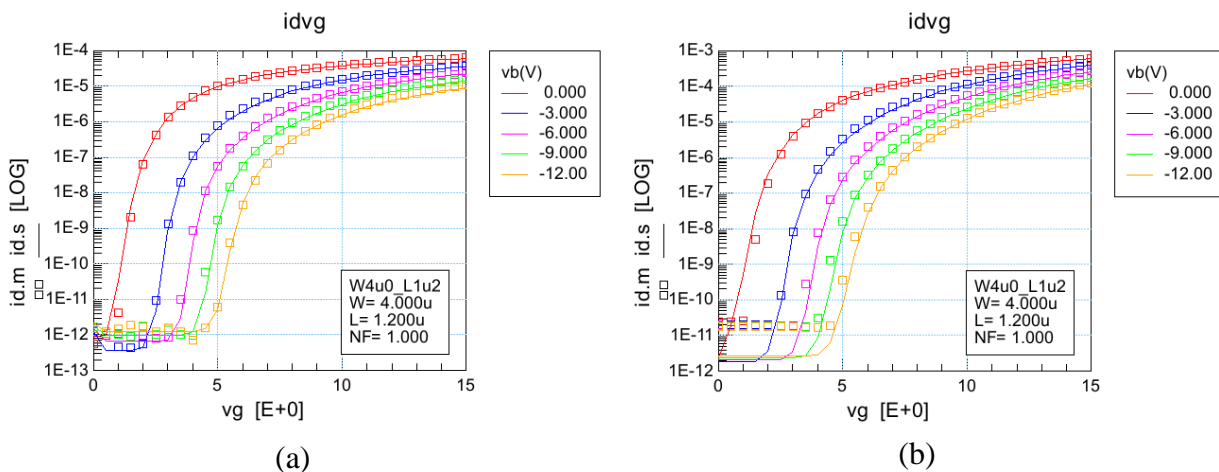 idvg
id.m id.s [LOG]
1E-4
1E-5
1E-6
1E-7
1E-8
1E-9
1E-10
1E-11
1E-12
1E-13
0
5
10
15
vg [E+0]
W4u0_L1u2
W= 4.000u
L= 1.200u
NF= 1.000
vb(V)
0.000
-3.000
-6.000
-9.000
-12.00
(a)
idvg
id.m id.s [LOG]
1E-3
1E-4
1E-5
1E-6
1E-7
1E-8
1E-9
1E-10
1E-11
1E-12
0
5
10
15
vg [E+0]
W4u0_L1u2
W= 4.000u
L= 1.200u
NF= 1.000
vb(V)
0.000
-3.000
-6.000
-9.000
-12.00
(b)